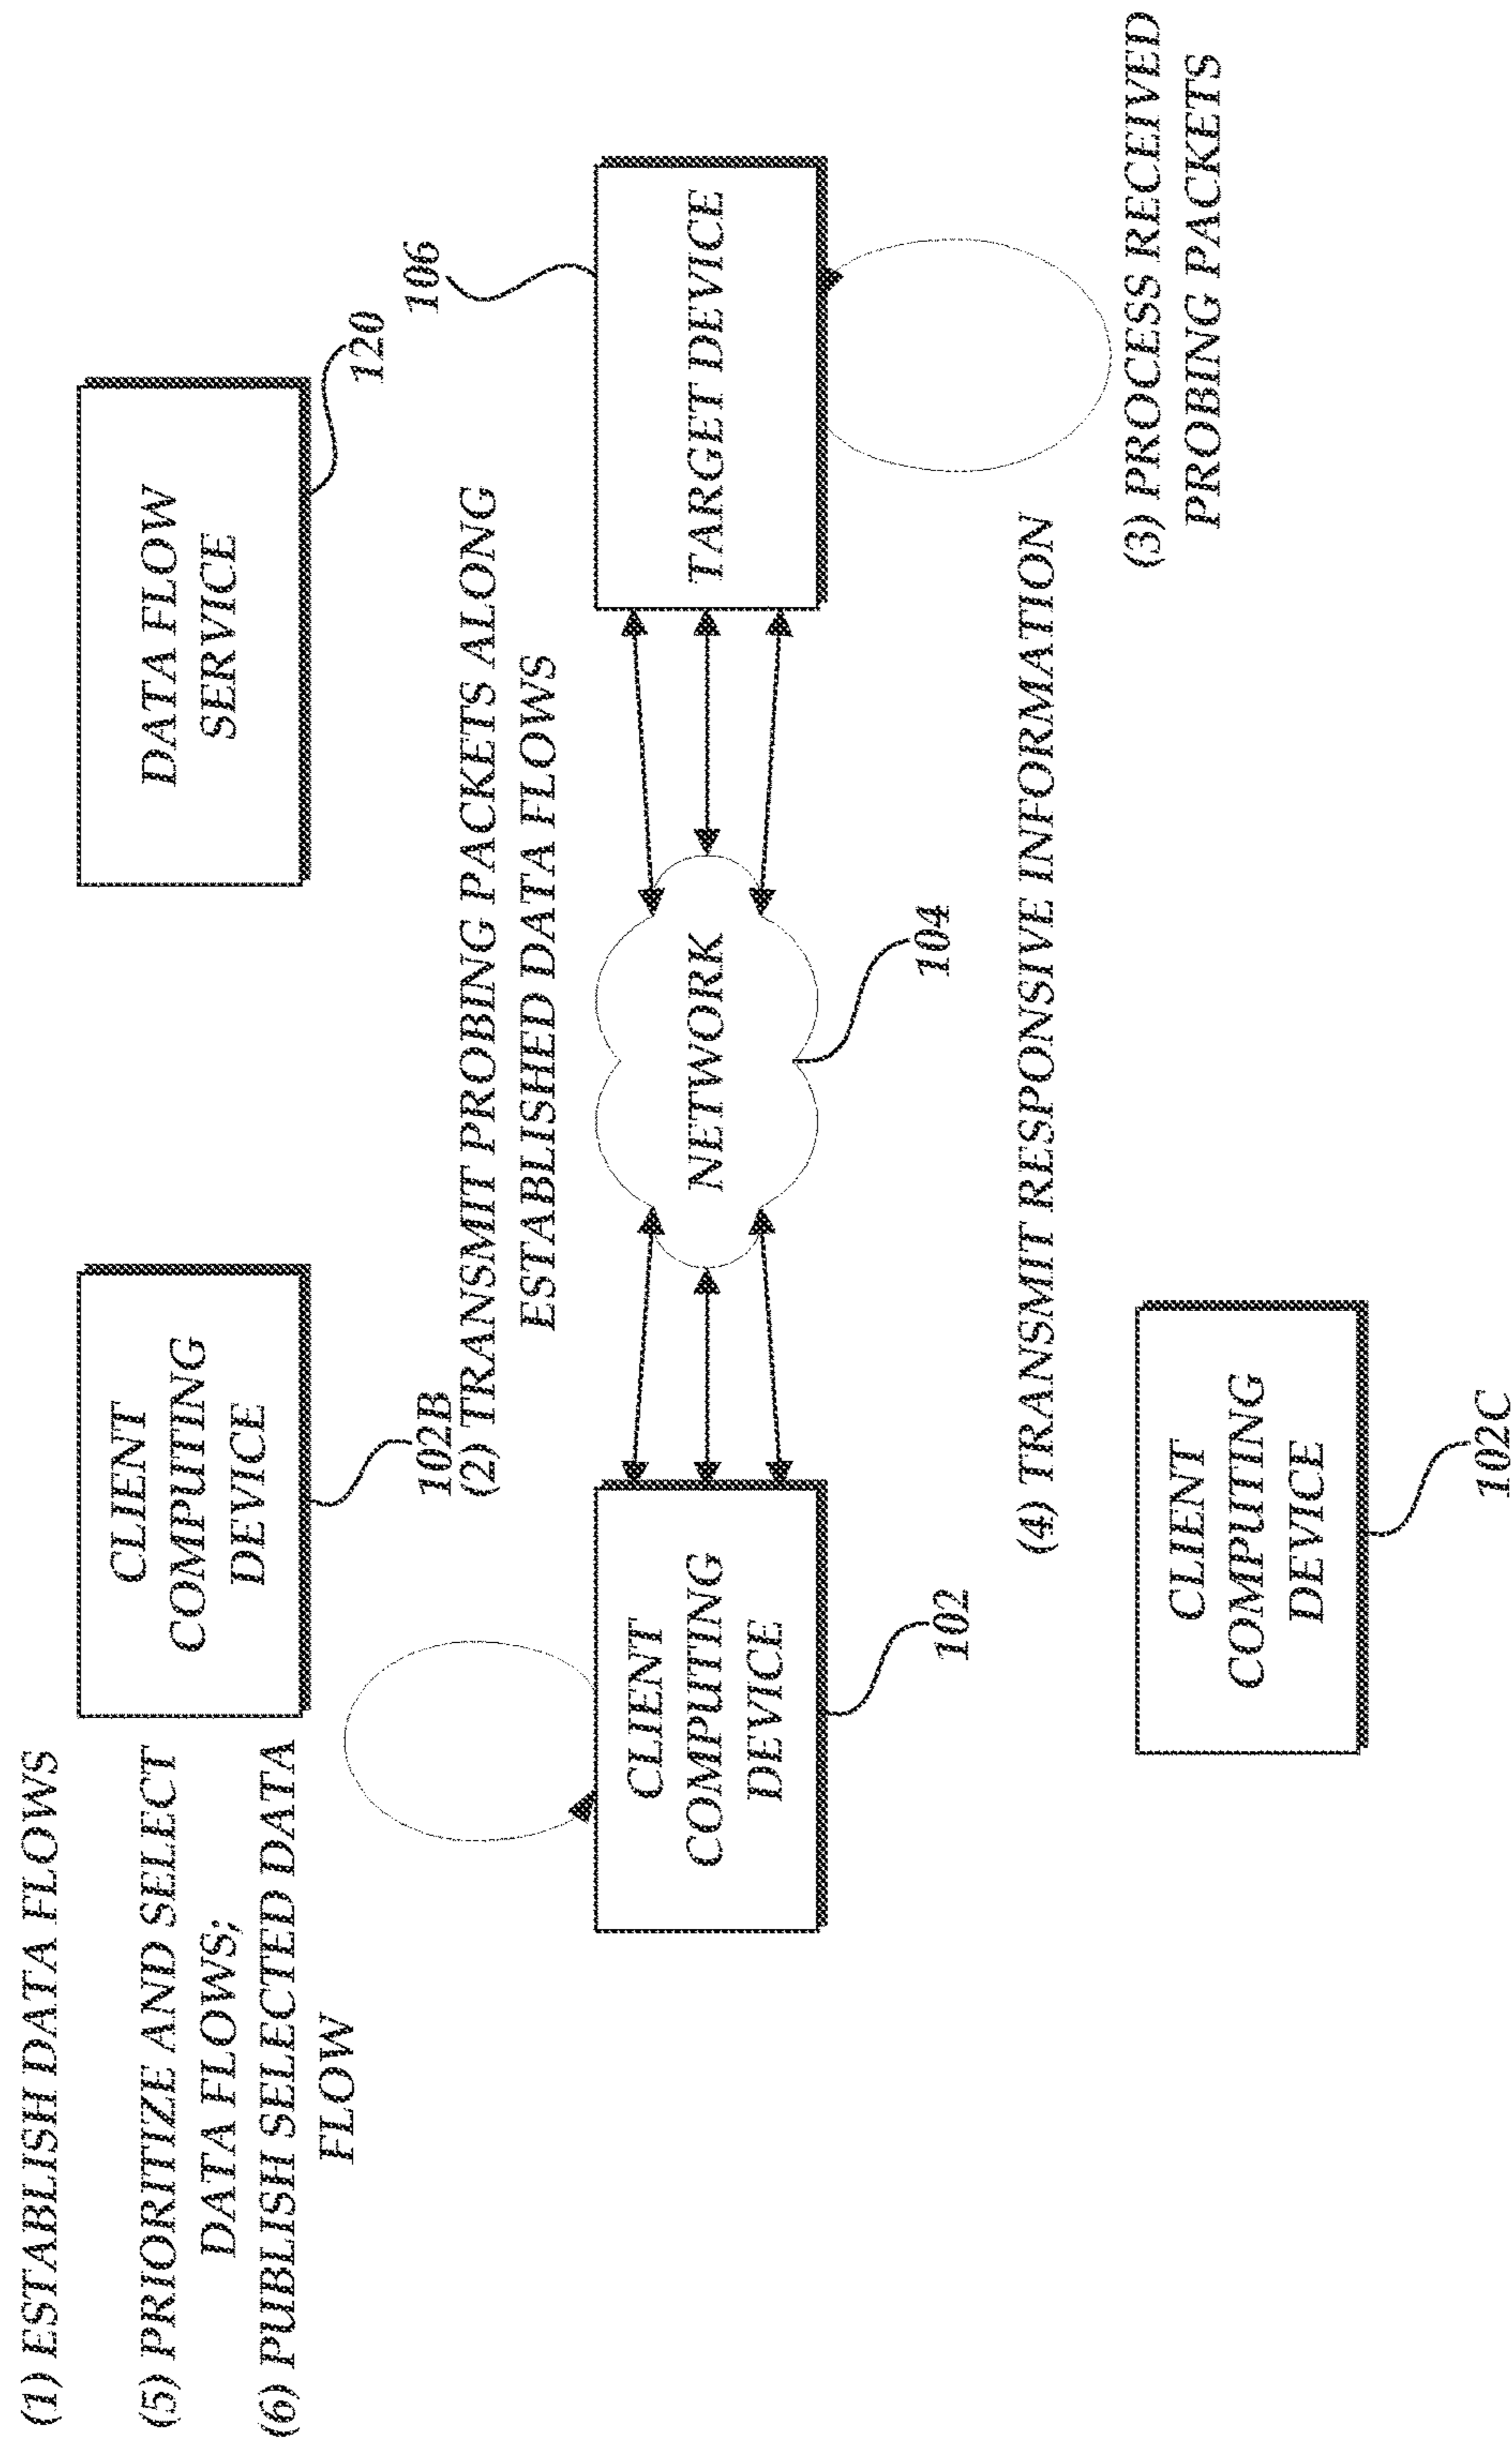 (1) ESTABLISH DATA FLOWS
(5) PRIORITIZE AND SELECT
DATA FLOWS;
(6) PUBLISH SELECTED DATA
FLOW
CLIENT
COMPUTING
DEVICE
102B
DATA FLOW
SERVICE
120
(2) TRANSMIT PROBING PACKETS ALONG
ESTABLISHED DATA FLOWS
106
CLIENT
COMPUTING
DEVICE
102
NETWORK
104
TARGET DEVICE
(4) TRANSMIT RESPONSIVE INFORMATION
(3) PROCESS RECEIVED
PROBING PACKETS
CLIENT
COMPUTING
DEVICE
102C